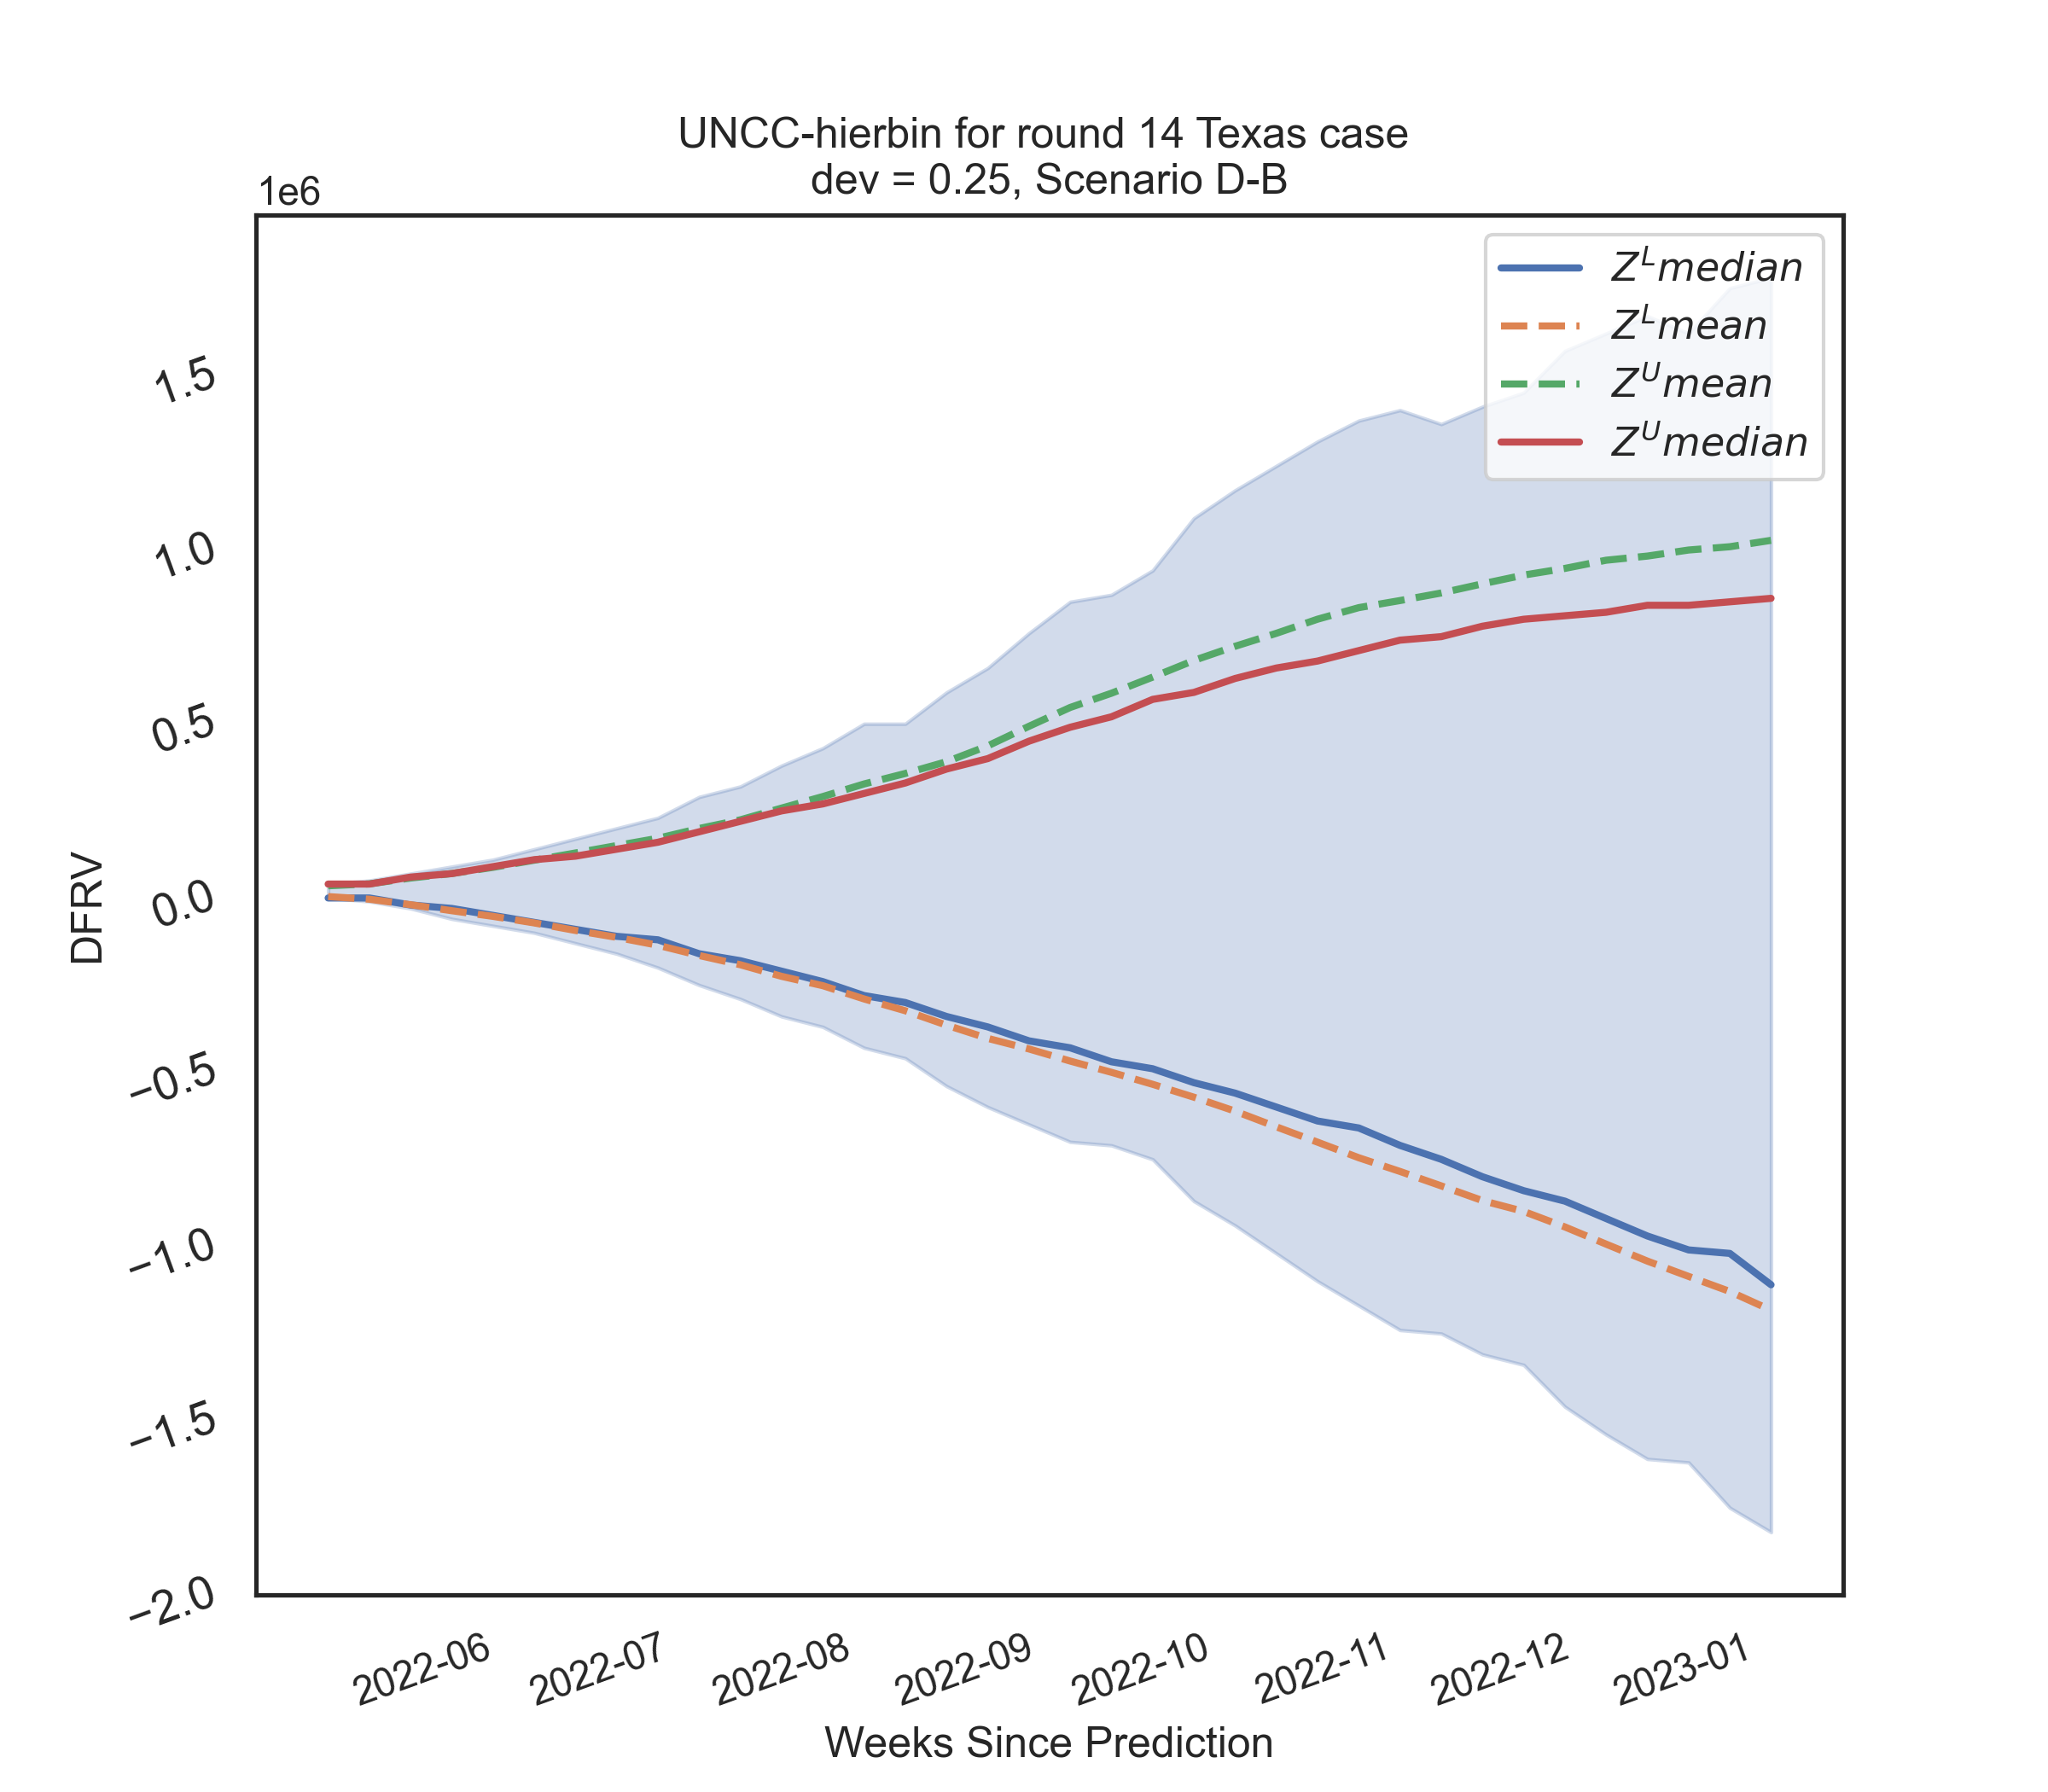 UNCC-hierbin for round 14 Texas case
dev = 0.25, Scenario D-B
1e6
Z^L median
Z^L mean
Z^U mean
Z^U median
1.5
1.0
0.5
0.0
−0.5
−1.0
−1.5
−2.0
DFRV
2022-06
2022-07
2022-08
2022-09
2022-10
2022-11
2022-12
2023-01
Weeks Since Prediction